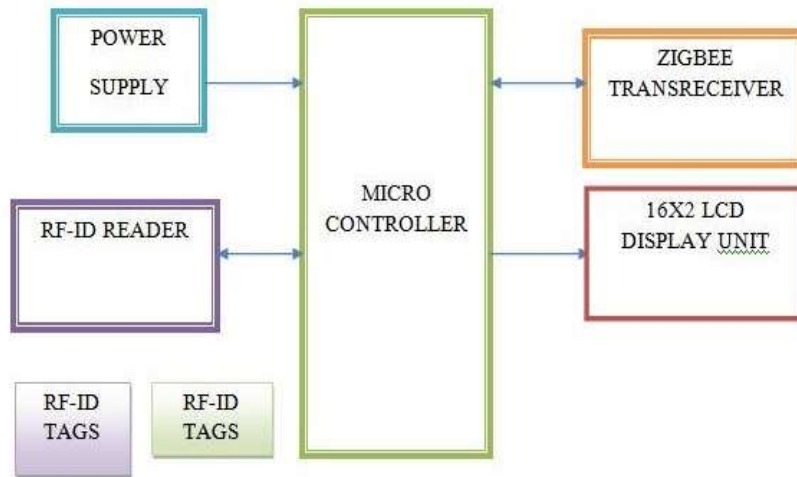 POWER
SUPPLY
RF-ID READER
RF-ID
TAGS
RF-ID
TAGS
MICRO
CONTROLLER
ZIGBEE
TRANSRECEIVER
16X2 LCD
DISPLAY UNIT